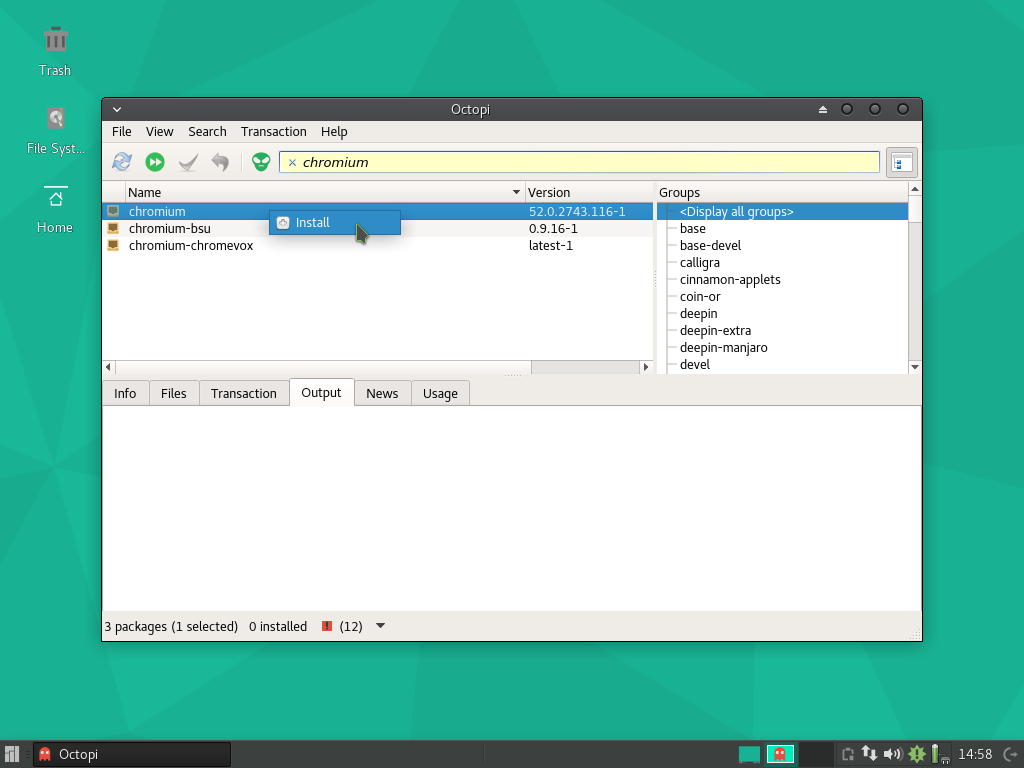 Trash
File Syst...
Home
Octopi
File View Search Transaction Help
chromium
Name Version Groups
chromium 52.0.2743.116-1
Install
chromium-bsu 0.9.16-1
chromium-chromevox latest-1
<Display all groups>
base
base-devel
calligra
cinnamon-applets
coin-or
deepin
deepin-extra
deepin-manjaro
devel
Info Files Transaction Output News Usage
3 packages (1 selected) 0 installed (12)
Octopi 14:58